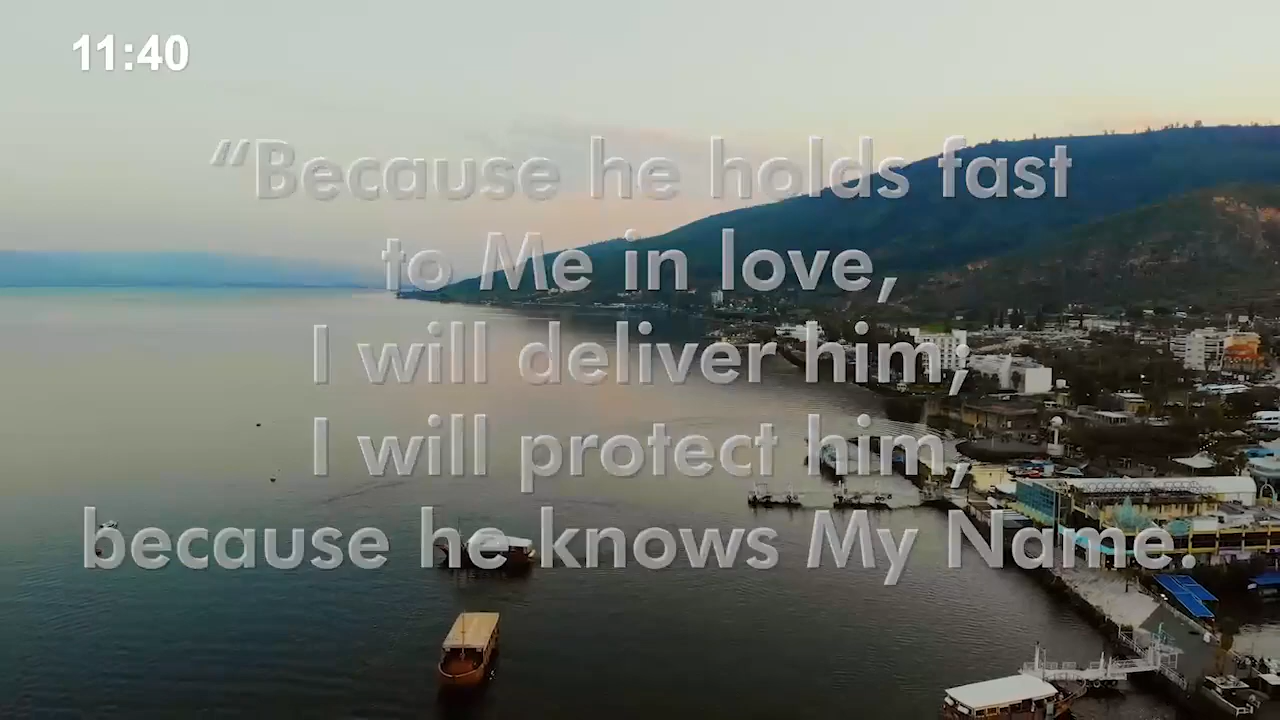 11:40
“Because he holds fast
to Me in love,
I will deliver him;
I will protect him,
because he knows My Name.